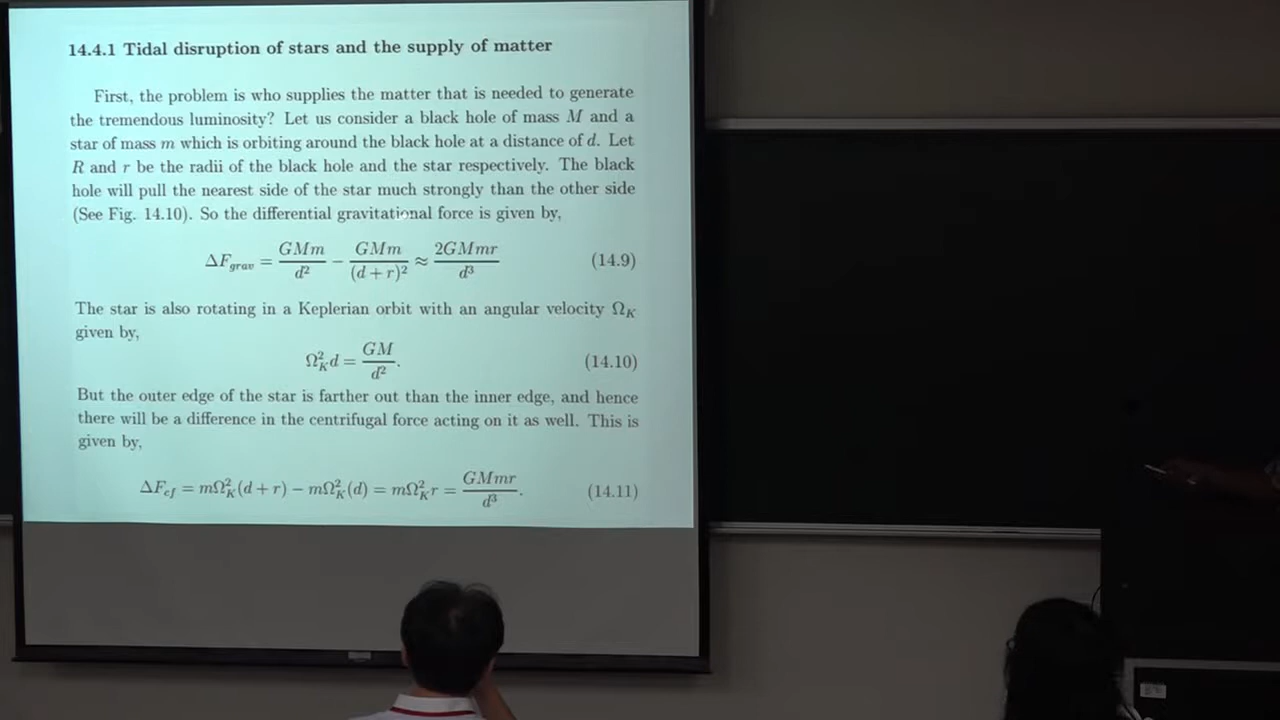 14.4.1 Tidal disruption of stars and the supply of matter
First, the problem is who supplies the matter that is needed to generate
the tremendous luminosity? Let us consider a black hole of mass M and a
star of mass m which is orbiting around the black hole at a distance of d. Let
R and r be the radii of the black hole and the star respectively. The black
hole will pull the nearest side of the star much strongly than the other side
(See Fig. 14.10). So the differential gravitational force is given by,
ΔF_grav = GMm/d² − GMm/(d+r)² ≈ 2GMmr/d³ (14.9)
The star is also rotating in a Keplerian orbit with an angular velocity Ω_K
given by,
Ω²_K d = GM/d². (14.10)
But the outer edge of the star is farther out than the inner edge, and hence
there will be a difference in the centrifugal force acting on it as well. This is
given by,
ΔF_cf = mΩ²_K(d + r) − mΩ²_K(d) = mΩ²_K r = GMmr/d³. (14.11)